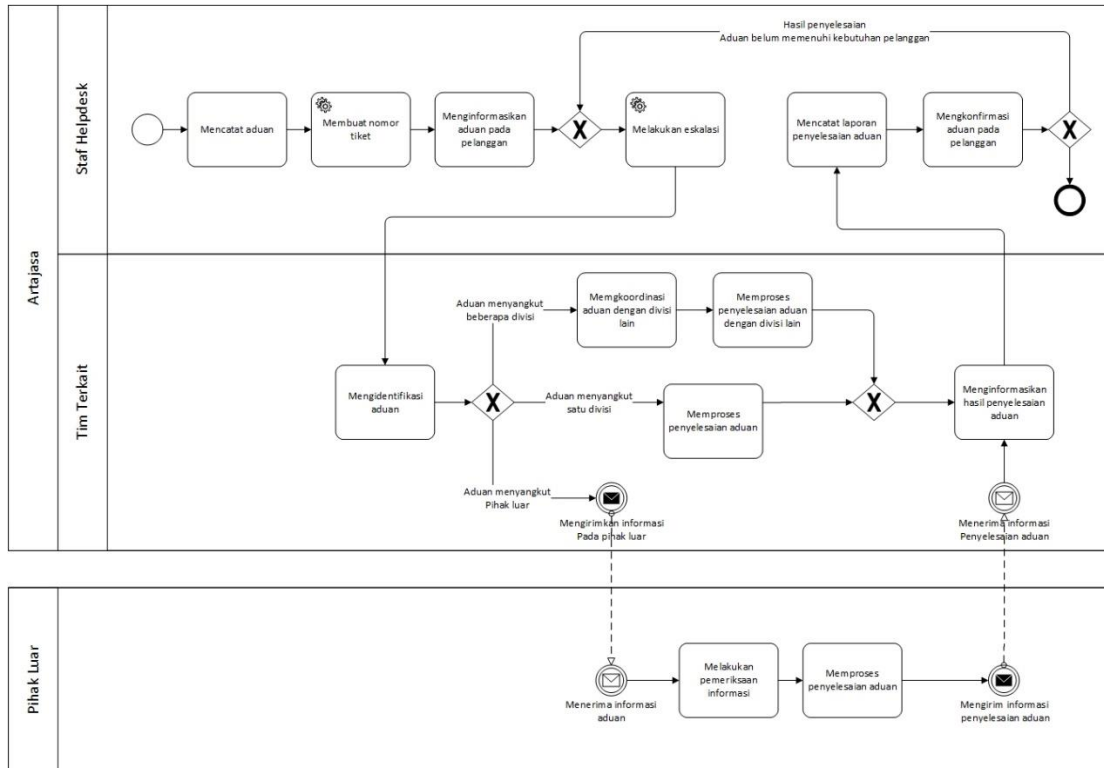 Hasil penyelesaian
Aduan belum memenuhi kebutuhan pelanggan
Artajasa
Staf Helpdesk
Mencatat aduan
Membuat nomor
tiket
Menginformasikan
aduan pada
pelanggan
X
Melakukan eskalasi
Mencatat laporan
penyelesaian aduan
Mengkonfirmasi
aduan pada
pelanggan
X
Tim Terkait
Mengidentifikasi
aduan
X
Aduan menyangkut
beberapa divisi
Memgkoordinasi
aduan dengan divisi
lain
Memproses
penyelesaian aduan
dengan divisi lain
Aduan menyangkut
satu divisi
Memproses
penyelesaian aduan
X
Menginformasikan
hasil penyelesaian
aduan
Aduan menyangkut
Pihak luar
Mengirimkan informasi
Pada pihak luar
Menerima informasi
Penyelesaian aduan
Pihak Luar
Menerima informasi
aduan
Melakukan
pemeriksaan
informasi
Memproses
penyelesaian aduan
Mengirim informasi
penyelesaian aduan